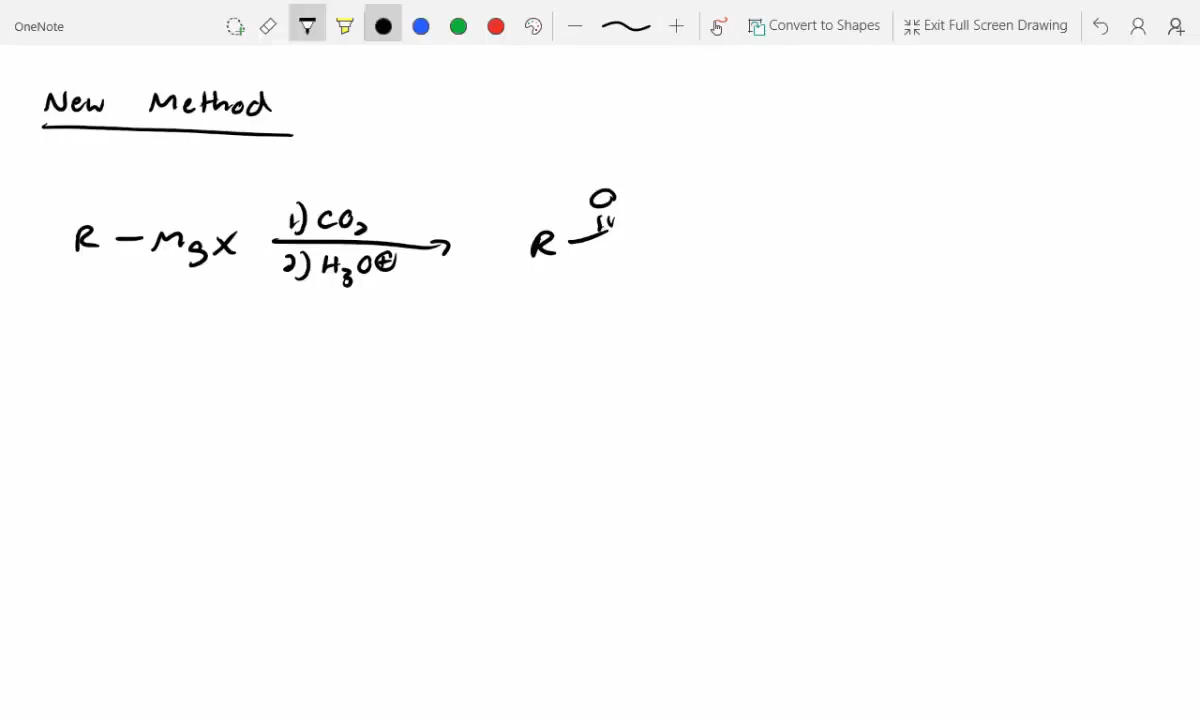 OneNote
Convert to Shapes
Exit Full Screen Drawing
New Method
O
R - MgX 1) CO₂ R
2) H₃O⊕